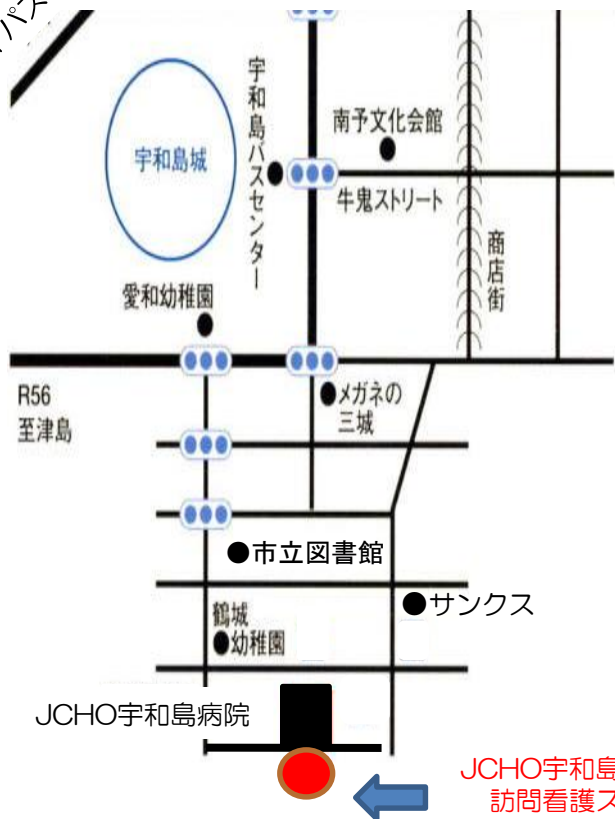 バス
宇和島バスセンター
南予文化会館
宇和島城
牛鬼ストリート
商店街
愛和幼稚園
R56
至津島
メガネの
三城
●市立図書館
●サンクス
鶴城
幼稚園
JCHO宇和島病院
JCHO宇和島
訪問看護ス